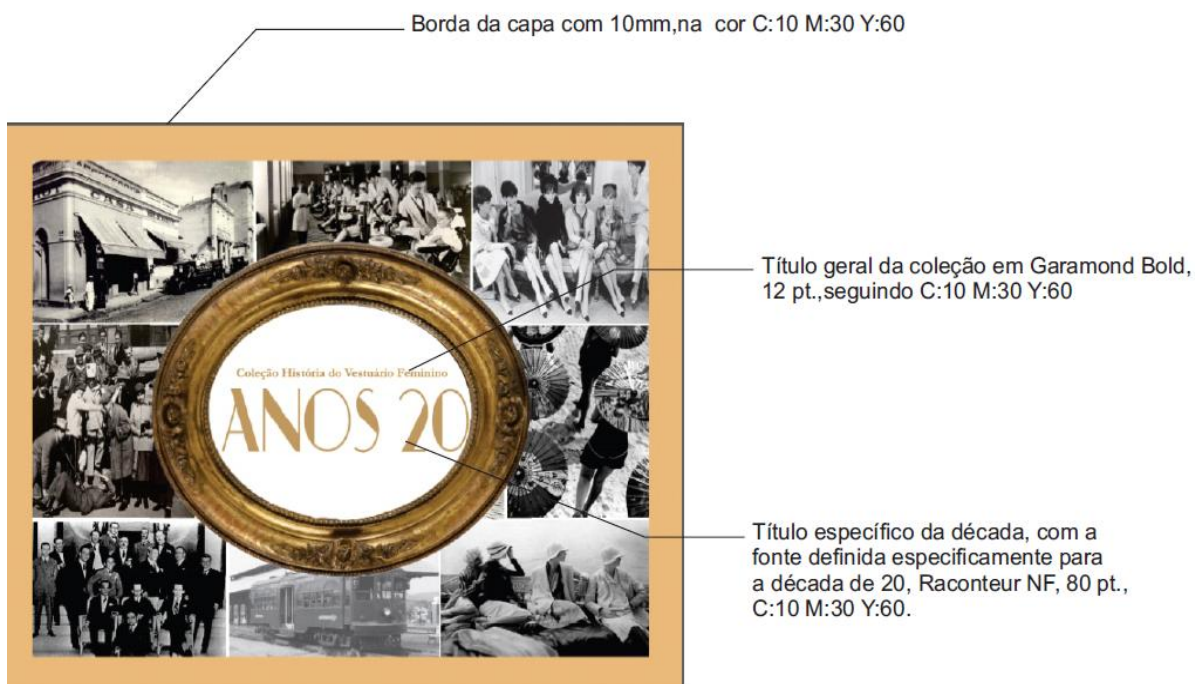 Borda da capa com 10mm,na cor C:10 M:30 Y:60
Título geral da coleção em Garamond Bold,
12 pt.,seguindo C:10 M:30 Y:60
Coleção História do Vestuário Feminino
ANOS 20
Título específico da década, com a
fonte definida especificamente para
a década de 20, Raconteur NF, 80 pt.,
C:10 M:30 Y:60.